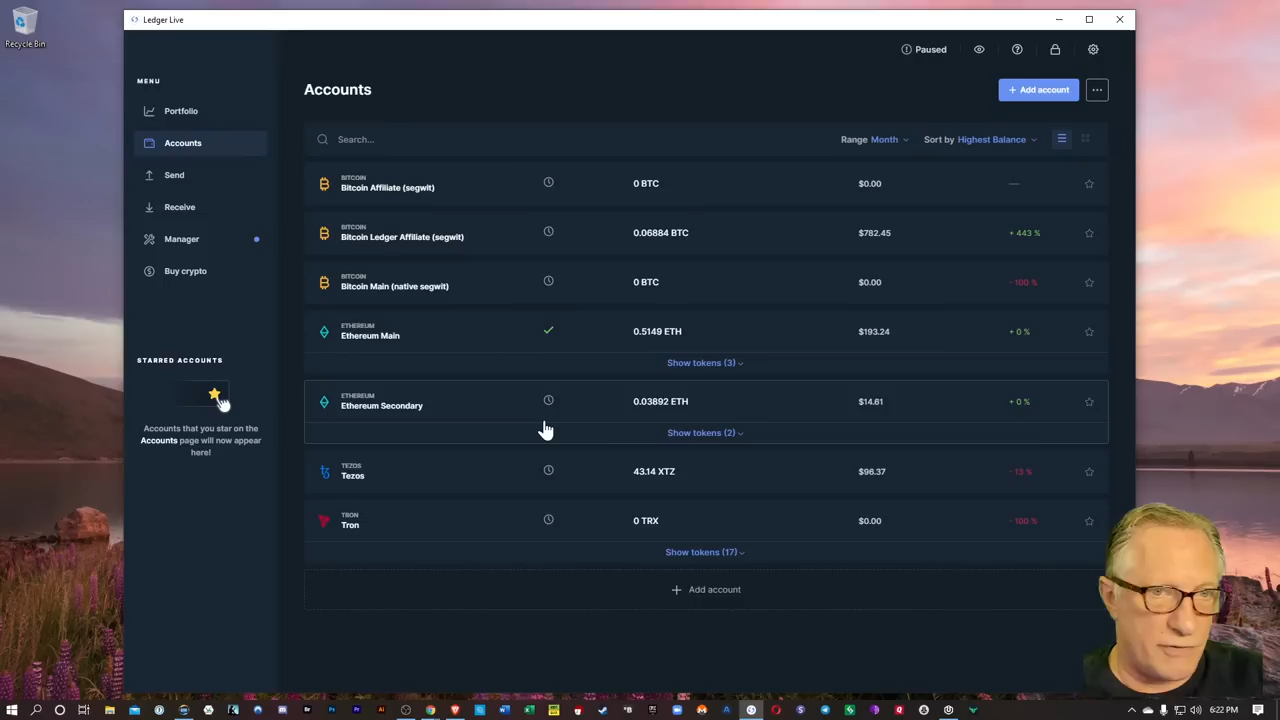 Ledger Live
Recycle Bin
Paused
MENU
Portfolio
Accounts
Send
Receive
Manager
Buy crypto
STARRED ACCOUNTS
Accounts that you star on the
Accounts page will now appear
here!
Accounts
+ Add account
Search...
Range Month
Sort by Highest Balance
BITCOIN
Bitcoin Affiliate (segwit)
0 BTC
$0.00
—
BITCOIN
Bitcoin Ledger Affiliate (segwit)
0.06884 BTC
$782.45
+ 443 %
BITCOIN
Bitcoin Main (native segwit)
0 BTC
$0.00
- 100 %
ETHEREUM
Ethereum Main
0.5149 ETH
$193.24
+ 0 %
Show tokens (3)
ETHEREUM
Ethereum Secondary
0.03892 ETH
$14.61
+ 0 %
Show tokens (2)
TEZOS
Tezos
43.14 XTZ
$96.37
- 13 %
TRON
Tron
0 TRX
$0.00
- 100 %
Show tokens (17)
+ Add account
6:22 PM